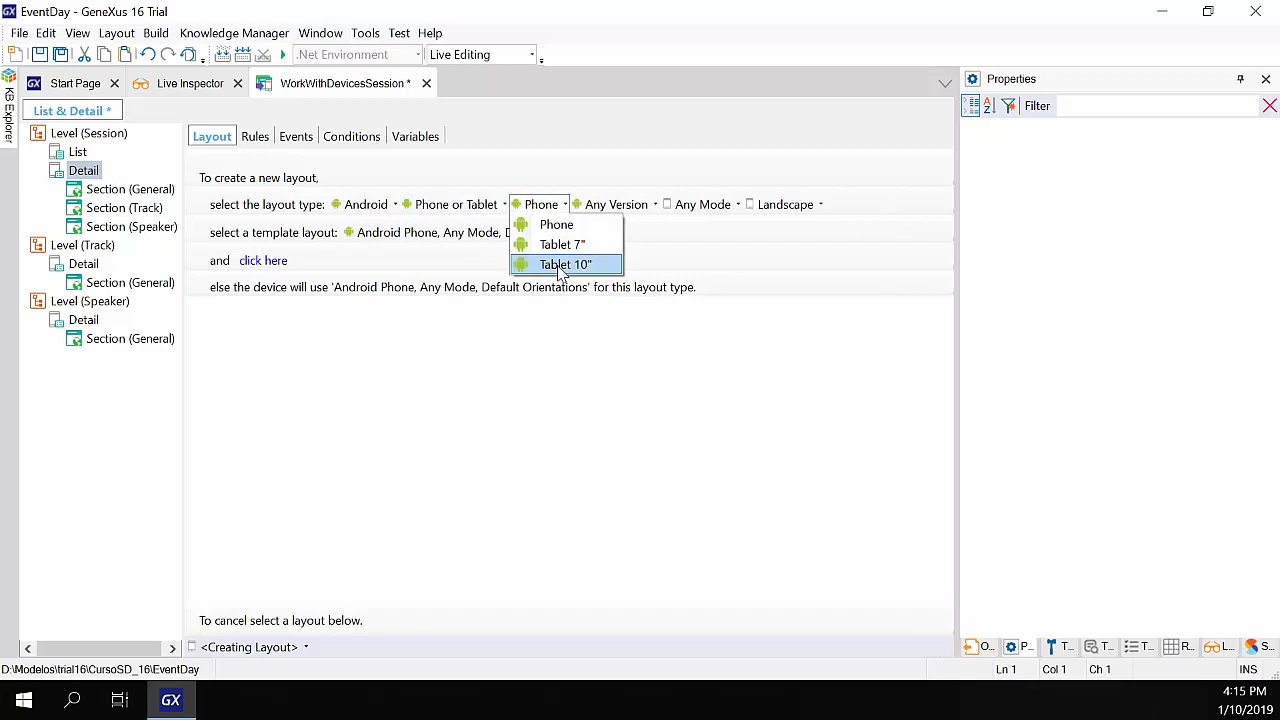 EventDay - GeneXus 16 Trial
File Edit View Layout Build Knowledge Manager Window Tools Test Help
.Net Environment Live Editing
Start Page Live Inspector WorkWithDevicesSession *
Properties
KB Explorer
List & Detail *
Filter
Level (Session)
List
Detail
Section (General)
Section (Track)
Section (Speaker)
Level (Track)
Detail
Section (General)
Level (Speaker)
Detail
Section (General)
Layout Rules Events Conditions Variables
To create a new layout,
select the layout type: Android Phone or Tablet Phone Any Version Any Mode Landscape
Phone
Tablet 7"
Tablet 10"
select a template layout: Android Phone, Any Mode, D
and click here
else the device will use 'Android Phone, Any Mode, Default Orientations' for this layout type.
To cancel select a layout below.
<Creating Layout>
O... P... T... T... T... R... L... S...
D:\Modelos\trial16\CursoSD_16\EventDay
Ln 1 Col 1 Ch 1 INS
GX
4:15 PM
1/10/2019